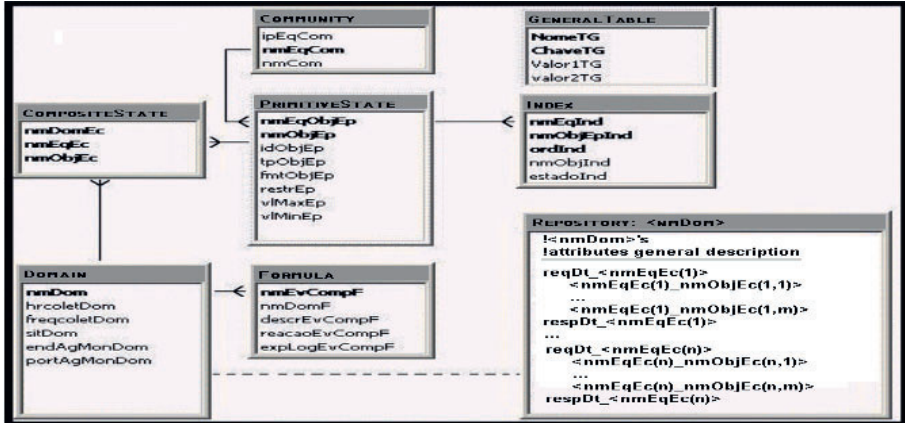 COMMUNITY
ipEqCom
nmEqCom
nmCom
GENERALTABLE
NomeTG
ChaveTG
Valor1TG
valor2TG
COMPOSITESTATE
nmDomEc
nmEqEc
nmObjEc
PRIMITIVESTATE
nmEqObjEp
nmObjEp
idObjEp
tpObjEp
fmtObjEp
restrEp
vlMaxEp
vlMinEp
INDEX
nmEqInd
nmObjEpInd
ordInd
nmObjInd
estadoInd
DOMAIN
nmDom
hrcoletDom
freqcoletDom
sitDom
endAgMonDom
portAgMonDom
FORMULA
nmEvCompF
nmDomF
descrEvCompF
reacaoEvCompF
expLogEvCompF
REPOSITORY: <NMDOM>
!<nmDom>'s
!attributes general description
reqDt_<nmEqEc(1)>
<nmEqEc(1)_nmObjEc(1,1)>
...
<nmEqEc(1)_nmObjEc(1,m)>
respDt_<nmEqEc(1)>
...
reqDt_<nmEqEc(n)>
<nmEqEc(n)_nmObjEc(n,1)>
...
<nmEqEc(n)_nmObjEc(n,m)>
respDt_<nmEqEc(n)>